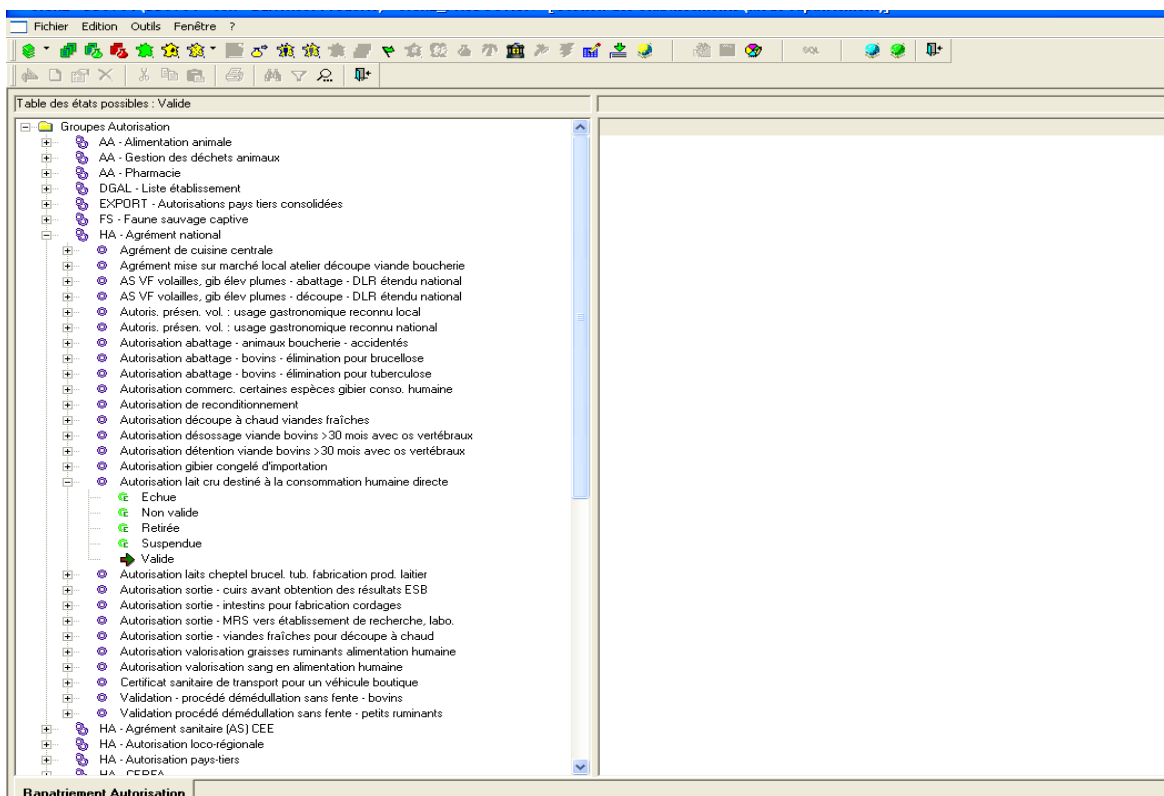 Fichier Edition Outils Fenêtre ?
SQL
Table des états possibles : Valide
Groupes Autorisation
AA - Alimentation animale
AA - Gestion des déchets animaux
AA - Pharmacie
DGAL - Liste établissement
EXPORT - Autorisations pays tiers consolidées
FS - Faune sauvage captive
HA - Agrément national
Agrément de cuisine centrale
Agrément mise sur marché local atelier découpe viande boucherie
AS VF volailles, gib élev plumes - abattage - DLR étendu national
AS VF volailles, gib élev plumes - découpe - DLR étendu national
Autoris. présen. vol. : usage gastronomique reconnu local
Autoris. présen. vol. : usage gastronomique reconnu national
Autorisation abattage - animaux boucherie - accidentés
Autorisation abattage - bovins - élimination pour brucellose
Autorisation abattage - bovins - élimination pour tuberculose
Autorisation commerc. certaines espèces gibier conso. humaine
Autorisation de reconditionnement
Autorisation découpe à chaud viandes fraîches
Autorisation désossage viande bovins >30 mois avec os vertébraux
Autorisation détention viande bovins >30 mois avec os vertébraux
Autorisation gibier congelé d'importation
Autorisation lait cru destiné à la consommation humaine directe
Echue
Non valide
Retirée
Suspendue
Valide
Autorisation laits cheptel brucel. tub. fabrication prod. laitier
Autorisation sortie - cuirs avant obtention des résultats ESB
Autorisation sortie - intestins pour fabrication cordages
Autorisation sortie - MRS vers établissement de recherche, labo.
Autorisation sortie - viandes fraîches pour découpe à chaud
Autorisation valorisation graisses ruminants alimentation humaine
Autorisation valorisation sang en alimentation humaine
Certificat sanitaire de transport pour un véhicule boutique
Validation - procédé démédullation sans fente - bovins
Validation procédé démédullation sans fente - petits ruminants
HA - Agrément sanitaire (AS) CEE
HA - Autorisation loco-régionale
HA - Autorisation pays-tiers
HA - CERFA
Rapatriement Autorisation